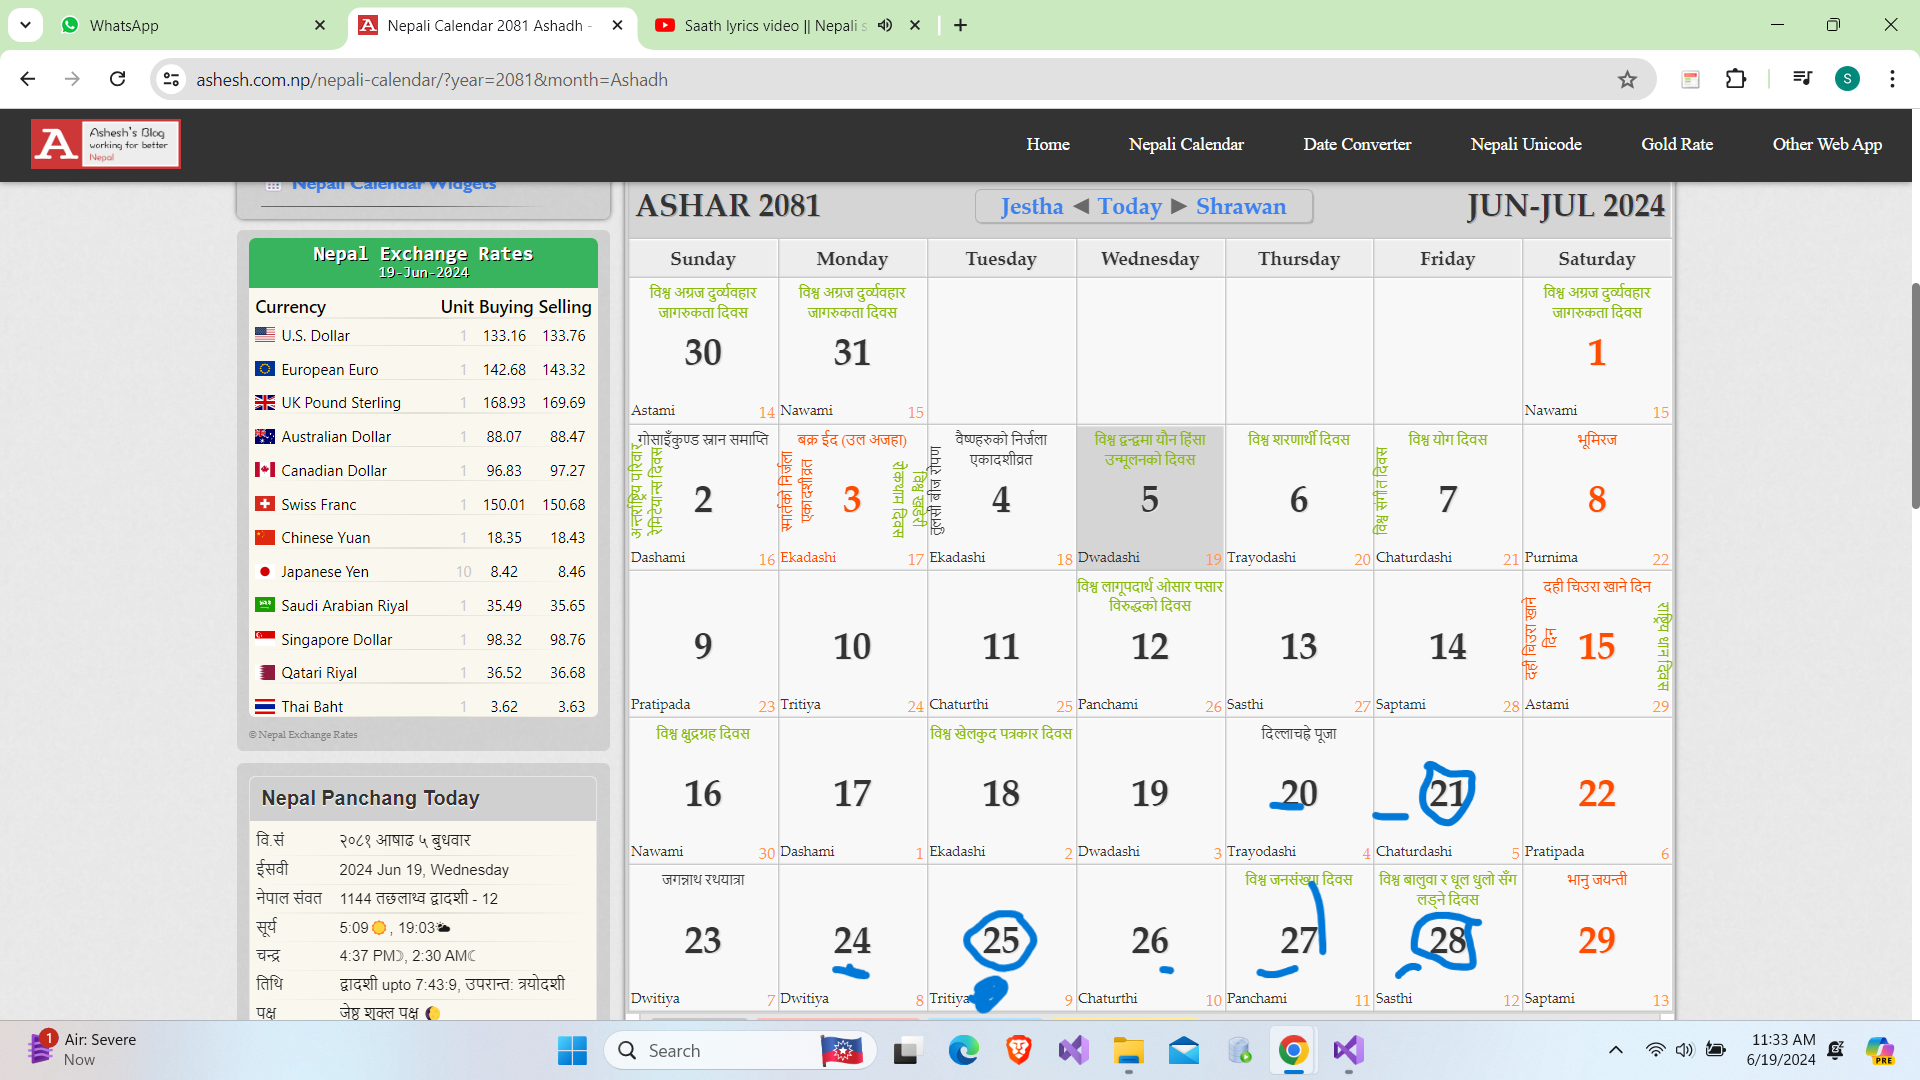 WhatsApp
Nepali Calendar 2081 Ashadh -
Saath lyrics video || Nepali s
ashesh.com.np/nepali-calendar/?year=2081&month=Ashadh
S
A
Ashesh's Blog
working for better
Nepal
Home
Nepali Calendar
Date Converter
Nepali Unicode
Gold Rate
Other Web App
Nepali Calendar Widgets
Nepal Exchange Rates
19-Jun-2024
Currency Unit Buying Selling
U.S. Dollar 1 133.16 133.76
European Euro 1 142.68 143.32
UK Pound Sterling 1 168.93 169.69
Australian Dollar 1 88.07 88.47
Canadian Dollar 1 96.83 97.27
Swiss Franc 1 150.01 150.68
Chinese Yuan 1 18.35 18.43
Japanese Yen 10 8.42 8.46
Saudi Arabian Riyal 1 35.49 35.65
Singapore Dollar 1 98.32 98.76
Qatari Riyal 1 36.52 36.68
Thai Baht 1 3.62 3.63
© Nepal Exchange Rates
Nepal Panchang Today
वि.सं २०८१ आषाढ ५ बुधवार
ईसवी 2024 Jun 19, Wednesday
नेपाल संवत 1144 तछलाथ्व द्वादशी - 12
सूर्य 5:09 , 19:03
चन्द्र 4:37 PM , 2:30 AM
तिथि द्वादशी upto 7:43:9, उपरान्त: त्रयोदशी
पक्ष जेष्ठ शुक्ल पक्ष
ASHAR 2081
Jestha ◀ Today ▶ Shrawan
JUN-JUL 2024
Sunday Monday Tuesday Wednesday Thursday Friday Saturday
विश्व अग्रज दुर्व्यवहार
जागरुकता दिवस
30
Astami 14
विश्व अग्रज दुर्व्यवहार
जागरुकता दिवस
31
Nawami 15
विश्व अग्रज दुर्व्यवहार
जागरुकता दिवस
1
Nawami 15
गोसाइँकुण्ड स्नान समाप्ति
अन्तर्राष्ट्रिय परिवार
रेमिटेयान्स दिवस
2
Dashami 16
बक्र ईद (उल अजहा)
स्मार्तको निर्जला
एकादशीव्रत
3
विश्व खडेरी
रोकथाम दिवस
Ekadashi 17
वैष्णहरुको निर्जला
एकादशीव्रत
तुलसी बीज रोपण
4
Ekadashi 18
विश्व द्वन्द्वमा यौन हिंसा
उन्मूलनको दिवस
5
Dwadashi 19
विश्व शरणार्थी दिवस
6
Trayodashi 20
विश्व योग दिवस
विश्व संगीत दिवस
7
Chaturdashi 21
भूमिरज
8
Purnima 22
9
Pratipada 23
10
Tritiya 24
11
Chaturthi 25
विश्व लागूपदार्थ ओसार पसार
विरुद्धको दिवस
12
Panchami 26
13
Sasthi 27
14
Saptami 28
दही चिउरा खाने दिन
दही चिउरा खाने
दिन
15
राष्ट्रिय धान दिवस
Astami 29
विश्व क्षुद्रग्रह दिवस
16
Nawami 30
17
Dashami 1
विश्व खेलकुद पत्रकार दिवस
18
Ekadashi 2
19
Dwadashi 3
दिल्लाचह्रे पूजा
20
Trayodashi 4
21
Chaturdashi 5
22
Pratipada 6
जगन्नाथ रथयात्रा
23
Dwitiya 7
24
Dwitiya 8
25
Tritiya 9
26
Chaturthi 10
विश्व जनसंख्या दिवस
27
Panchami 11
विश्व बालुवा र धूल धुलो सँग
लड्ने दिवस
28
Sasthi 12
भानु जयन्ती
29
Saptami 13
1
Air: Severe
Now
Search
11:33 AM
6/19/2024
PRE